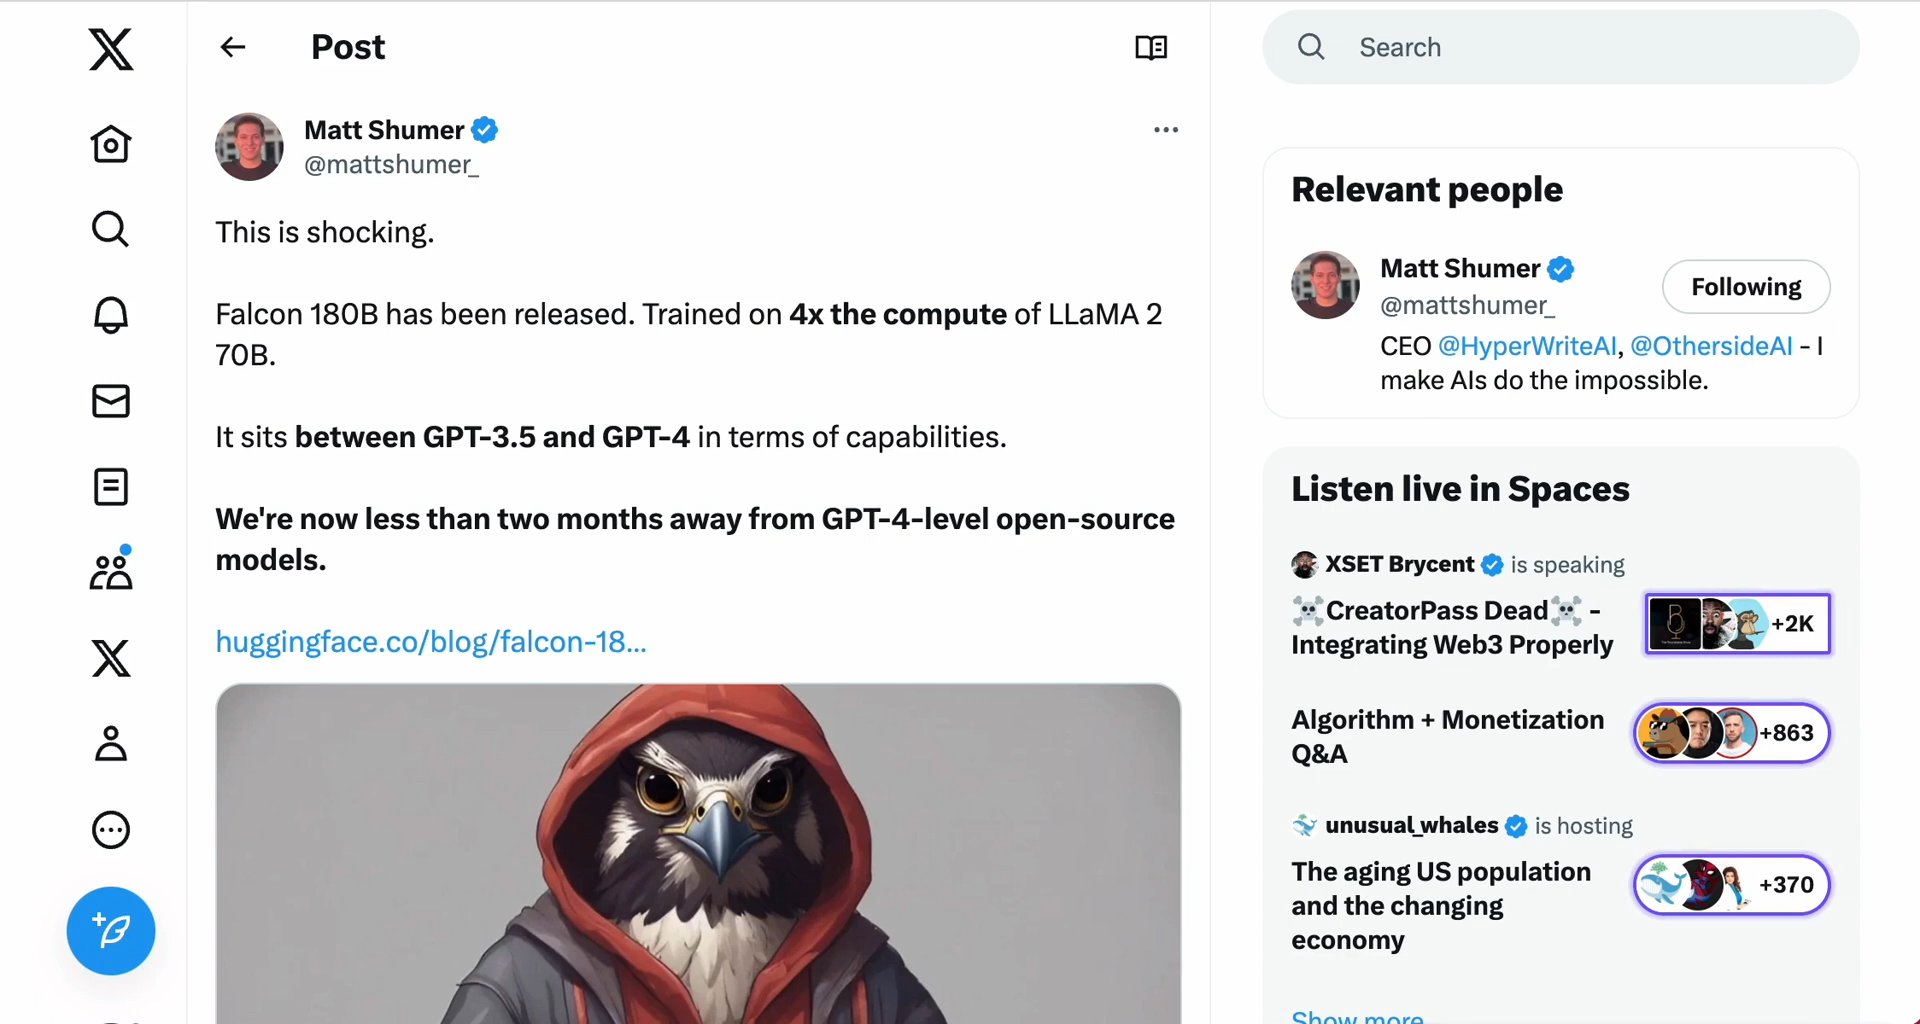 Post
Search
Matt Shumer
@mattshumer_
This is shocking.
Falcon 180B has been released. Trained on 4x the compute of LLaMA 2
70B.
It sits between GPT-3.5 and GPT-4 in terms of capabilities.
We're now less than two months away from GPT-4-level open-source
models.
huggingface.co/blog/falcon-18...
Relevant people
Matt Shumer
@mattshumer_
Following
CEO @HyperWriteAI, @OthersideAI - I
make AIs do the impossible.
Listen live in Spaces
XSET Brycent is speaking
☠️CreatorPass Dead☠️ -
Integrating Web3 Properly
+2K
Algorithm + Monetization
Q&A
+863
unusual_whales is hosting
The aging US population
and the changing
economy
+370
Show more